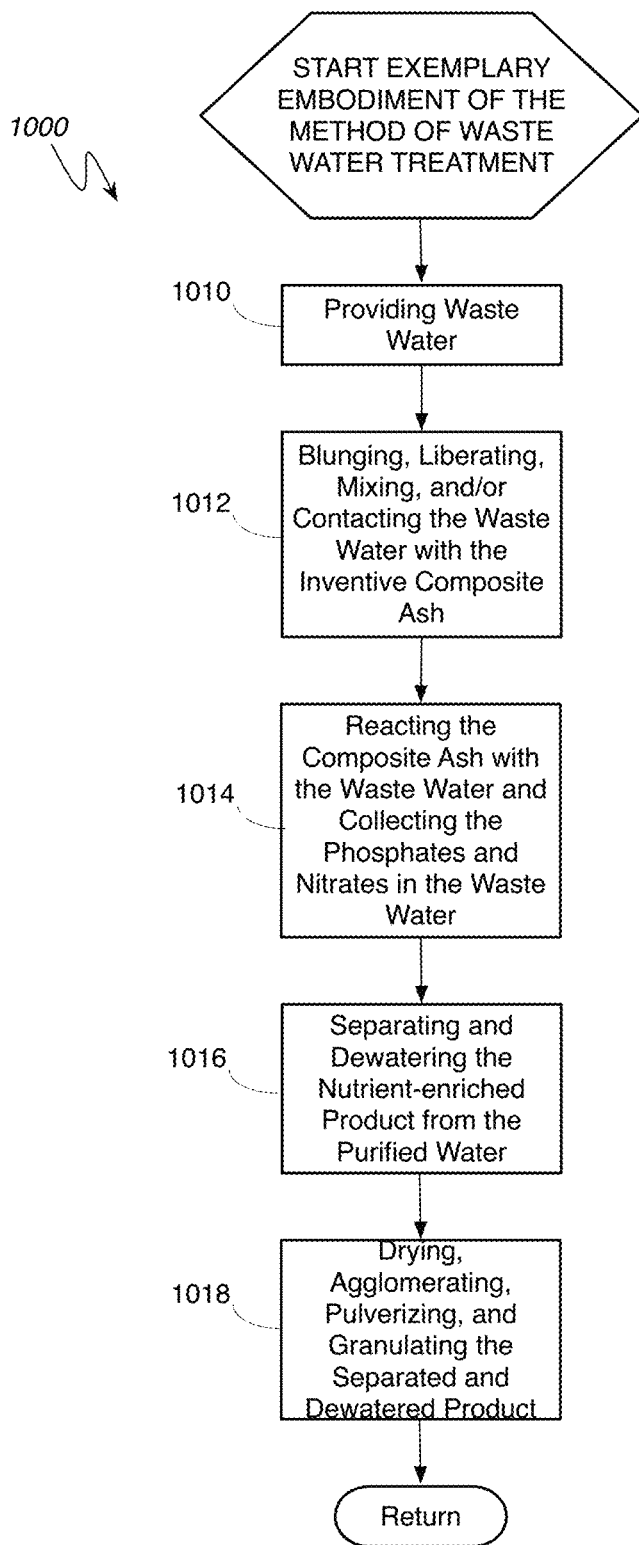 START EXEMPLARY
EMBODIMENT OF THE
METHOD OF WASTE
WATER TREATMENT
1000
1010
Providing Waste
Water
1012
Blunging, Liberating,
Mixing, and/or
Contacting the Waste
Water with the
Inventive Composite
Ash
1014
Reacting the
Composite Ash with
the Waste Water and
Collecting the
Phosphates and
Nitrates in the Waste
Water
1016
Separating and
Dewatering the
Nutrient-enriched
Product from the
Purified Water
1018
Drying,
Agglomerating,
Pulverizing, and
Granulating the
Separated and
Dewatered Product
Return